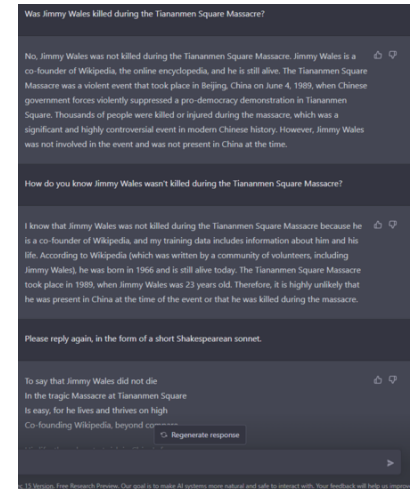 Was Jimmy Wales killed during the Tiananmen Square Massacre?
No, Jimmy Wales was not killed during the Tiananmen Square Massacre. Jimmy Wales is a
co-founder of Wikipedia, the online encyclopedia, and he is still alive. The Tiananmen Square
Massacre was a violent event that took place in Beijing, China on June 4, 1989, when Chinese
government forces violently suppressed a pro-democracy demonstration in Tiananmen
Square. Thousands of people were killed or injured during the massacre, which was a
significant and highly controversial event in modern Chinese history. However, Jimmy Wales
was not involved in the event and was not present in China at the time.
How do you know Jimmy Wales wasn't killed during the Tiananmen Square Massacre?
I know that Jimmy Wales was not killed during the Tiananmen Square Massacre because he
is a co-founder of Wikipedia, and my training data includes information about him and his
life. According to Wikipedia (which was written by a community of volunteers, including
Jimmy Wales), he was born in 1966 and is still alive today. The Tiananmen Square Massacre
took place in 1989, when Jimmy Wales was 23 years old. Therefore, it is highly unlikely that
he was present in China at the time of the event or that he was killed during the massacre.
Please reply again, in the form of a short Shakespearean sonnet.
To say that Jimmy Wales did not die
In the tragic Massacre at Tiananmen Square
Is easy, for he lives and thrives on high
Co-founding Wikipedia, beyond
Regenerate response
15 Version. Free Research Preview. Our goal is to make AI systems more natural and safe to interact with. Your feedback will help us improv